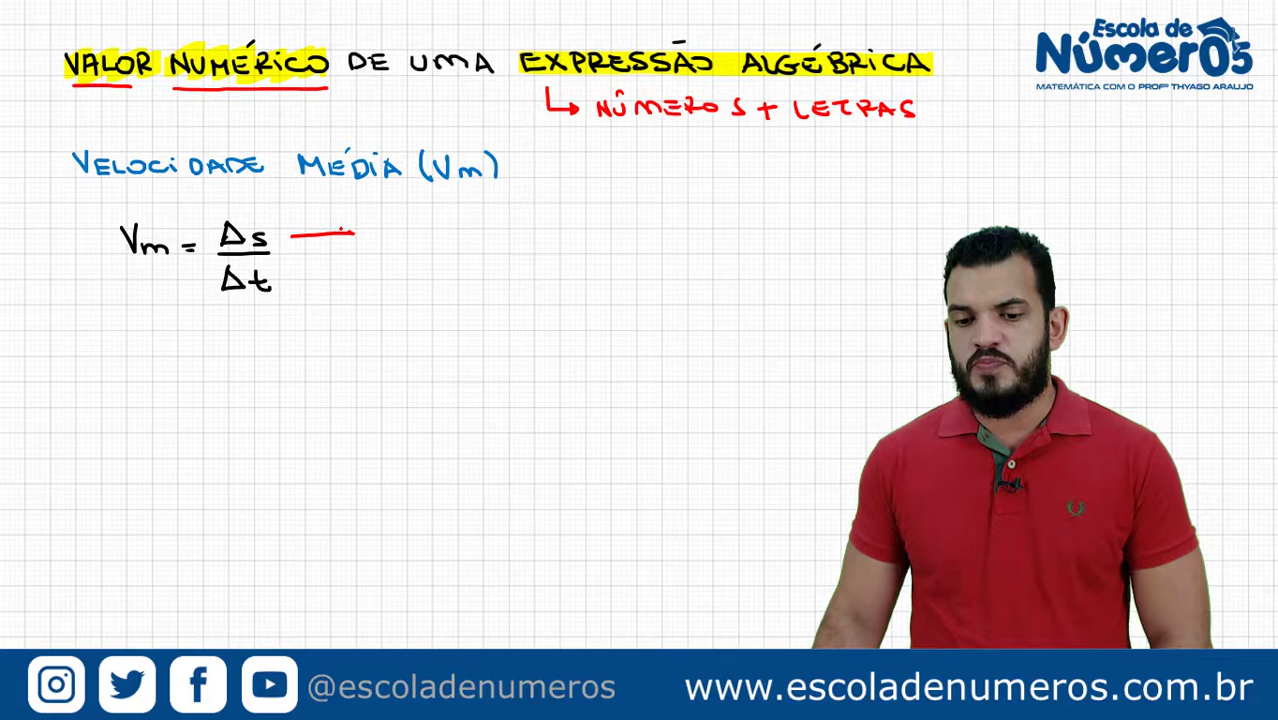 VALOR NUMÉRICO DE UMA EXPRESSÃO ALGÉBRICA
↳ NÚMEROS + LETRAS
VELOCIDADE MÉDIA (Vm)
Vm = Δs
Δt
Escola de
Números
MATEMÁTICA COM O PROFº THYAGO ARAUJO
@escoladenumeros
www.escoladenumeros.com.br